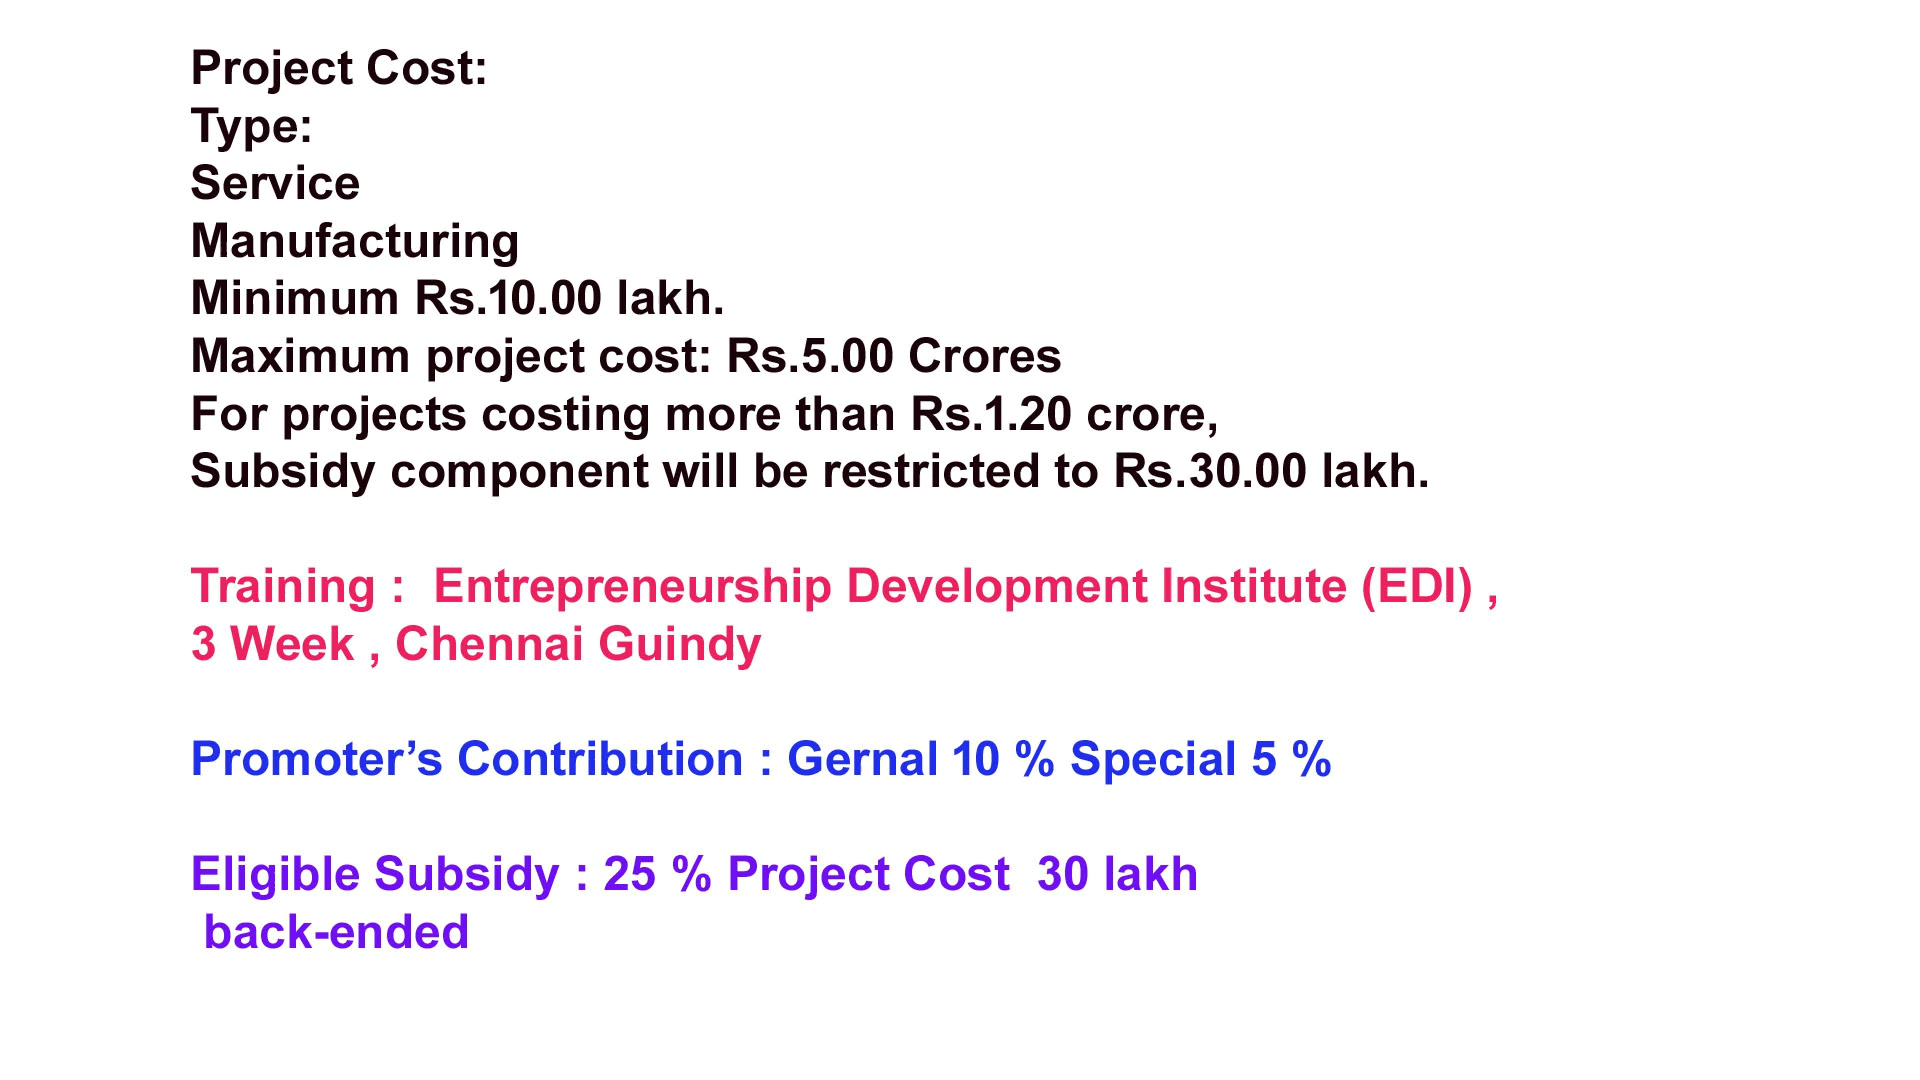 Project Cost:
Type:
Service
Manufacturing
Minimum Rs.10.00 lakh.
Maximum project cost: Rs.5.00 Crores
For projects costing more than Rs.1.20 crore,
Subsidy component will be restricted to Rs.30.00 lakh.
Training :  Entrepreneurship Development Institute (EDI) ,
3 Week , Chennai Guindy
Promoter’s Contribution : Gernal 10 % Special 5 %
Eligible Subsidy : 25 % Project Cost  30 lakh
back-ended